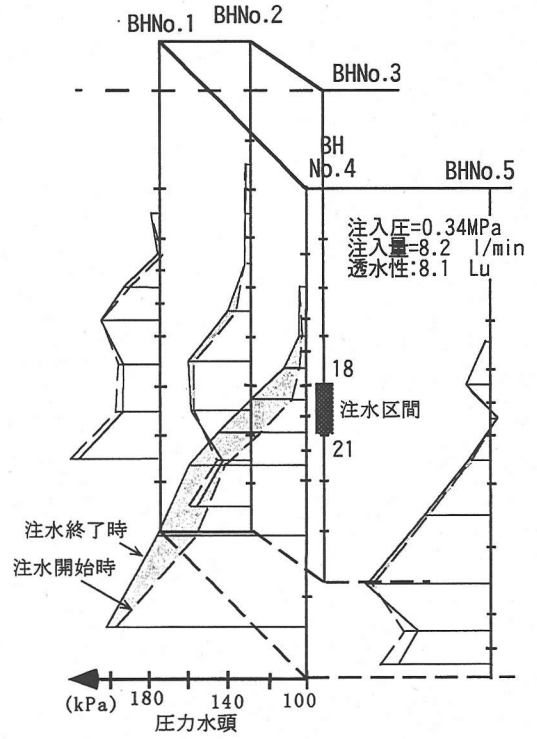 BHNo.1
BHNo.2
BHNo.3
BH
No.4
BHNo.5
注入圧=0.34MPa
注入量=8.2 l/min
透水性:8.1 Lu
18
注水区間
21
注水終了時
注水開始時
(kPa)
180
140
100
圧力水頭